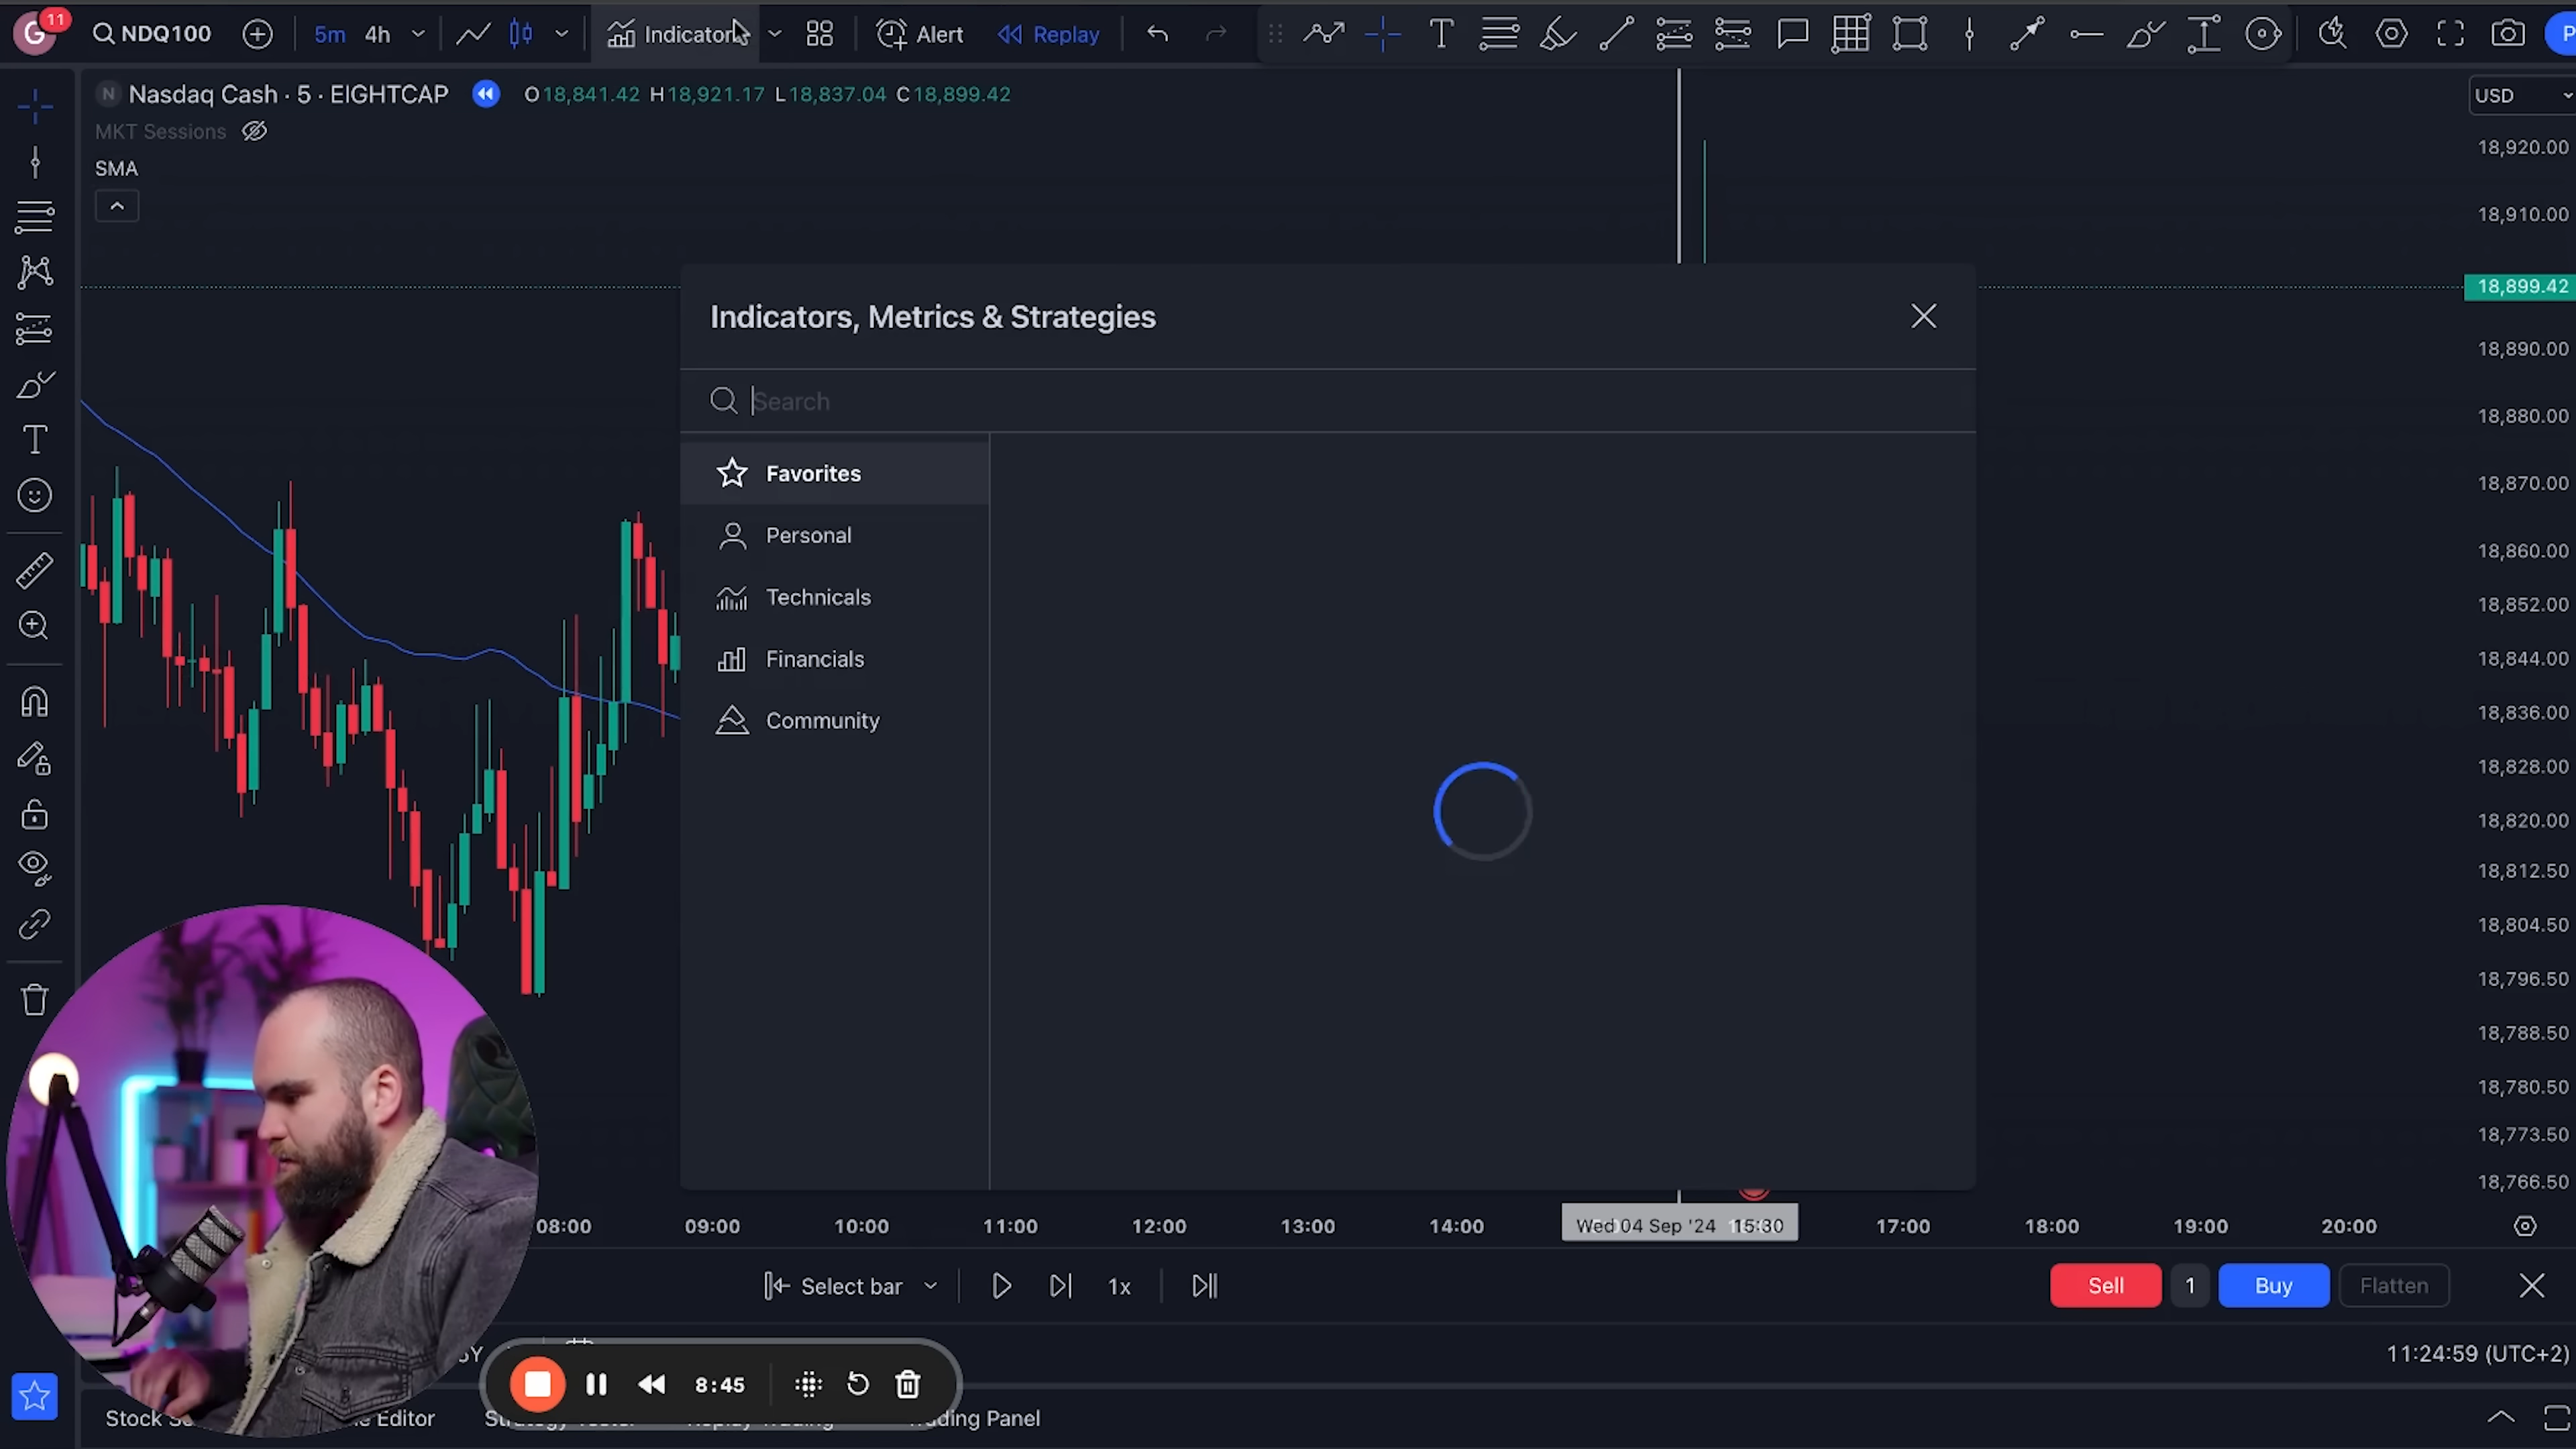 G 11 NDQ100 5m 4h Indicators Alert Replay P
Nasdaq Cash · 5 · EIGHTCAP O18,841.42 H18,921.17 L18,837.04 C18,899.42 USD
MKT Sessions
SMA
18,920.00
18,910.00
18,899.42
18,890.00
18,880.00
18,870.00
18,860.00
18,852.00
18,844.00
18,836.00
18,828.00
18,820.00
18,812.50
18,804.50
18,796.50
18,788.50
18,780.50
18,773.50
18,766.50
Indicators, Metrics & Strategies
Search
Favorites
Personal
Technicals
Financials
Community
08:00 09:00 10:00 11:00 12:00 13:00 14:00 Wed 04 Sep '24 15:30 17:00 18:00 19:00 20:00
Select bar 1x Sell 1 Buy Flatten
11:24:59 (UTC+2)
8:45
Stock Editor Trading Panel